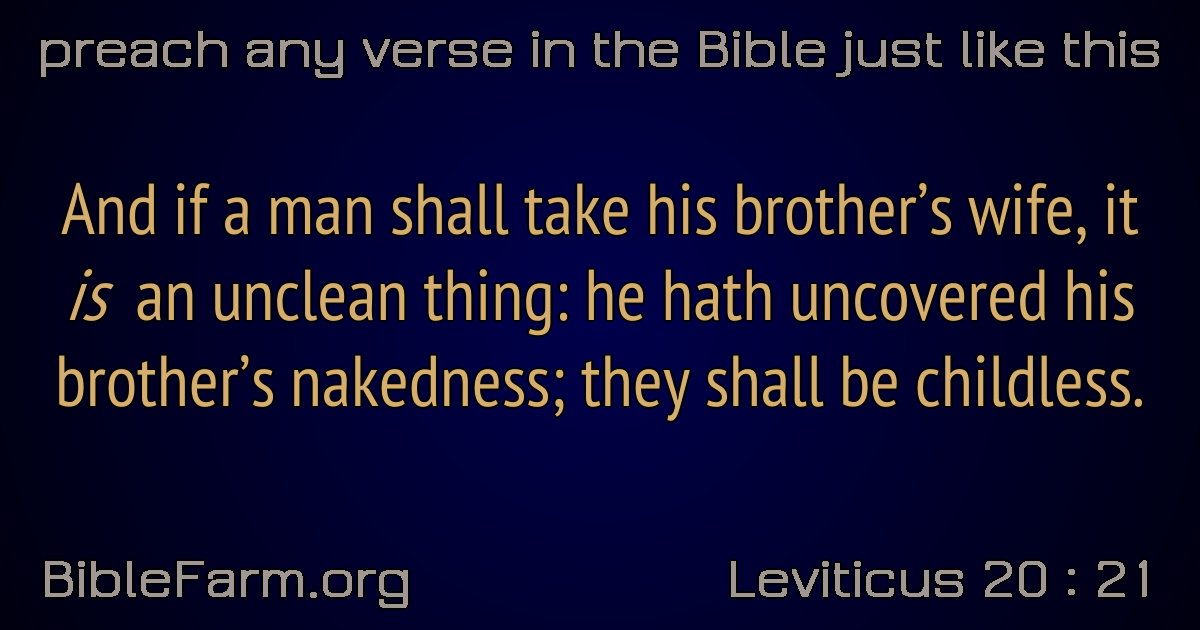 preach any verse in the Bible just like this
And if a man shall take his brother’s wife, it
is an unclean thing: he hath uncovered his
brother’s nakedness; they shall be childless.
BibleFarm.org
Leviticus 20 : 21